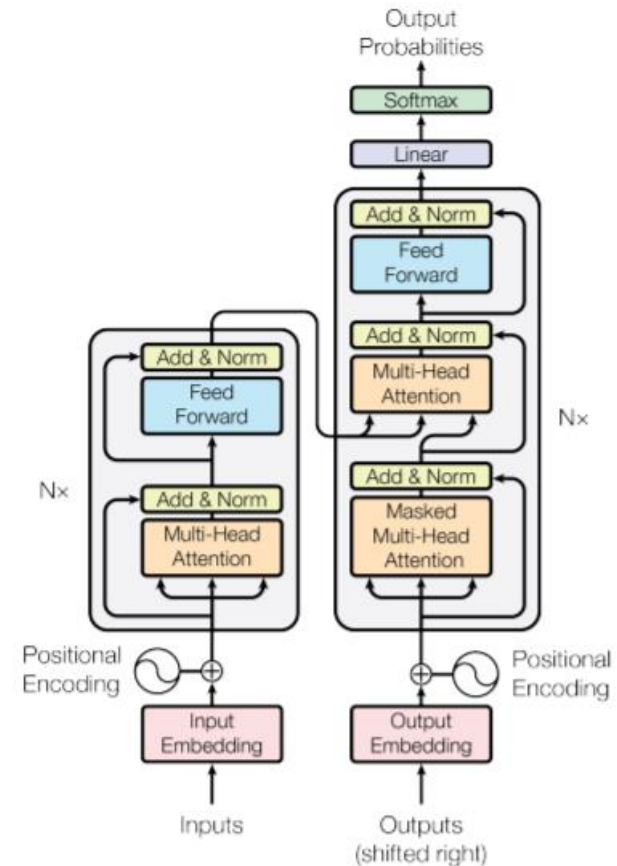 Output
Probabilities
Softmax
Linear
Add & Norm
Feed
Forward
Add & Norm
Multi-Head
Attention
Add & Norm
Masked
Multi-Head
Attention
Nx
Add & Norm
Feed
Forward
Add & Norm
Multi-Head
Attention
Nx
Positional
Encoding
Positional
Encoding
Input
Embedding
Output
Embedding
Inputs
Outputs
(shifted right)